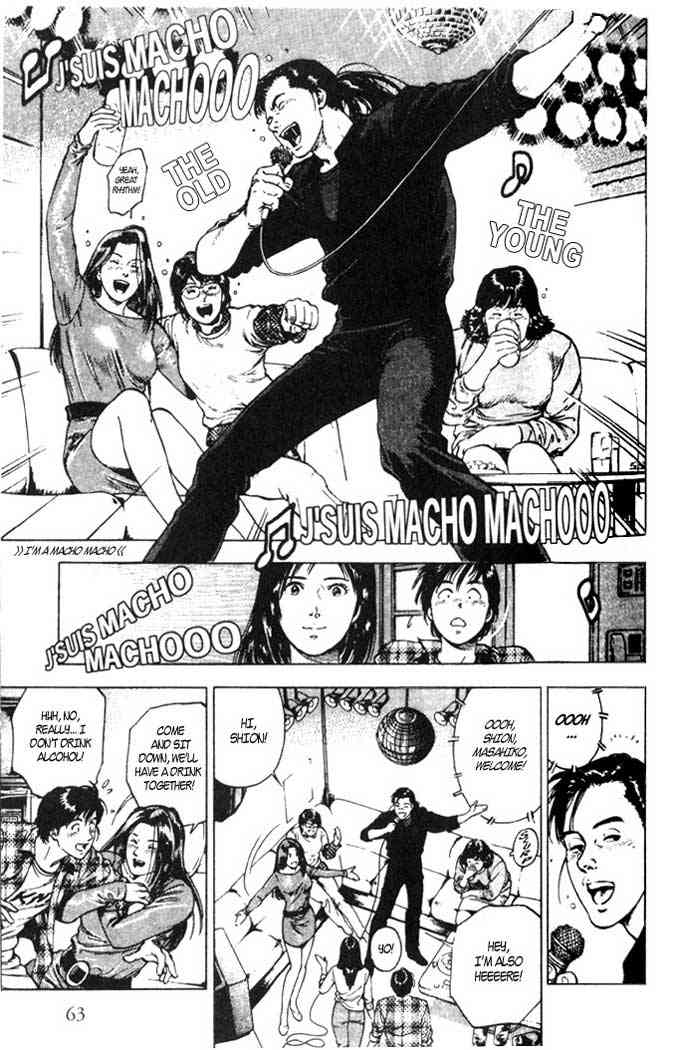 J'SUIS MACHO
MACHOOO
YEAH,
GREAT
RHYTHM!
THE
OLD
THE
YOUNG
J'SUIS MACHO MACHOOO
)) I'M A MACHO MACHO ((
J'SUIS MACHO
MACHOOO
OOOH
...
OOOH,
SHION,
MASAHIKO,
WELCOME!
HI,
SHION!
YO!
HEY,
I'M ALSO
HEEEERE!
COME
AND SIT
DOWN, WE'LL
HAVE A DRINK
TOGETHER!
HUH, NO,
REALLY... I
DON'T DRINK
ALCOHOL!
63